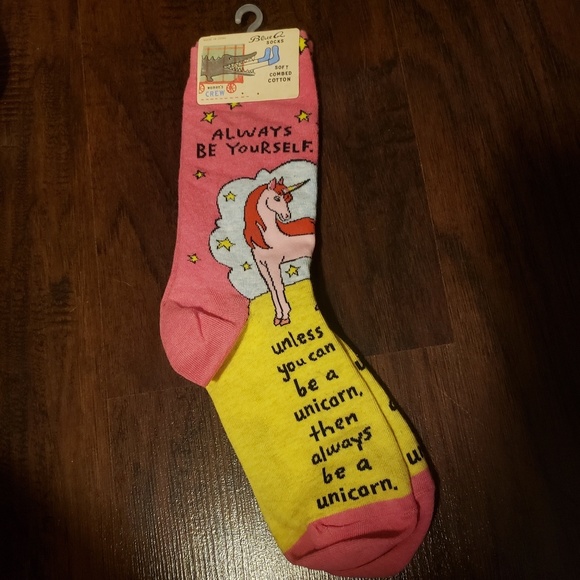 Blue Q
SOCKS
SOFT
COMBED
COTTON
WOMEN'S
CREW
ALWAYS
BE YOURSELF.
unless
you can
be a
unicorn,
then
always
be a
unicorn.
u